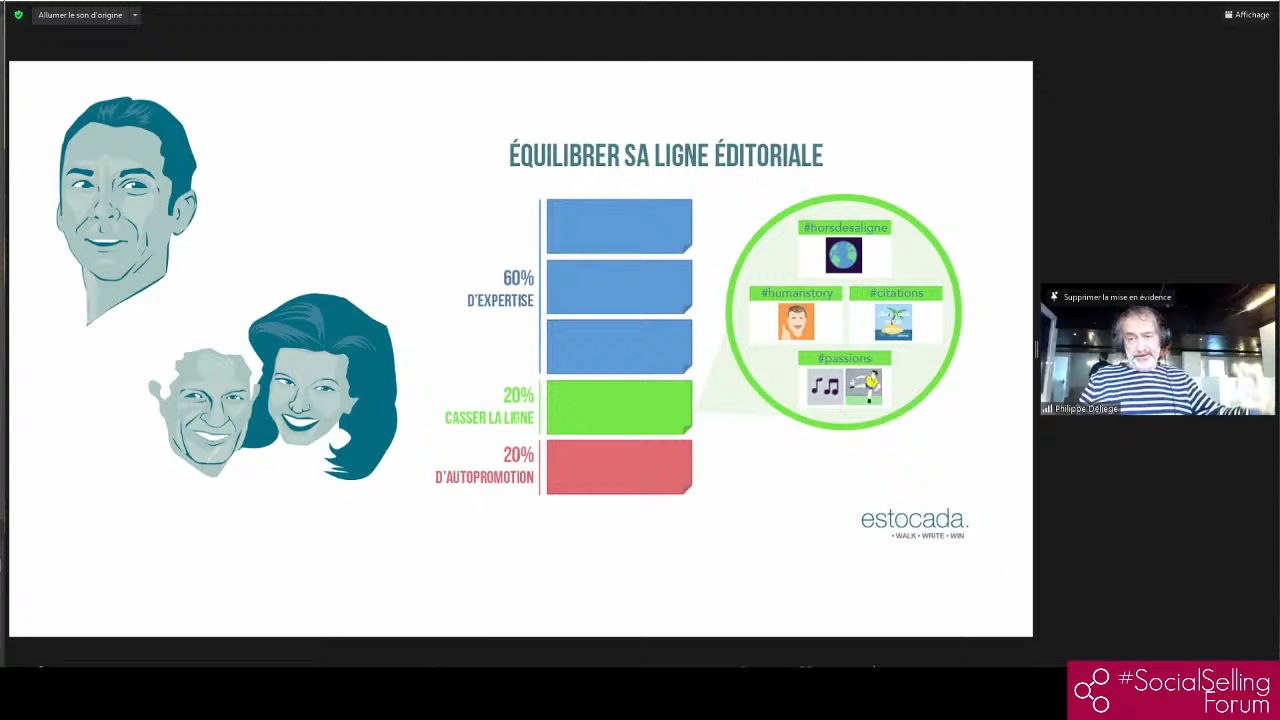 Allumer le son d'origine
Affichage
ÉQUILIBRER SA LIGNE ÉDITORIALE
60%
D'EXPERTISE
20%
CASSER LA LIGNE
20%
D'AUTOPROMOTION
#horsdesaligne
#humanstory
#citations
#passions
estocada.
• WALK • WRITE • WIN
Supprimer la mise en évidence
Philippe Deliège
#SocialSelling
Forum